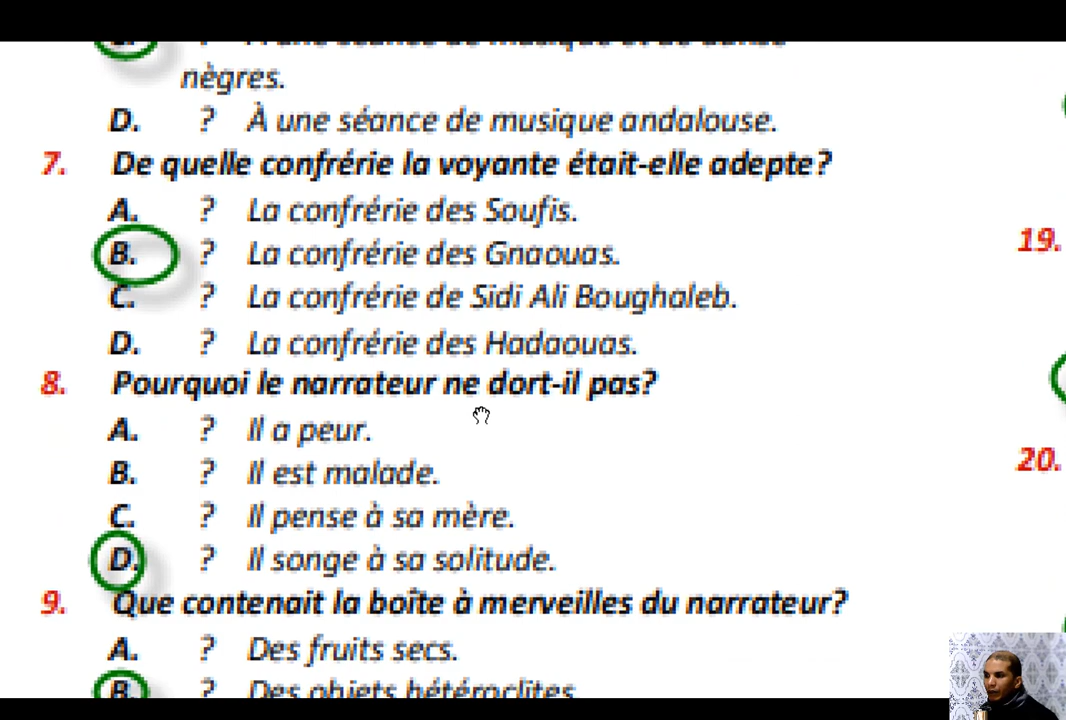 nègres.
D. ? À une séance de musique andalouse.
7. De quelle confrérie la voyante était-elle adepte?
A. ? La confrérie des Soufis.
B. ? La confrérie des Gnaouas.
C. ? La confrérie de Sidi Ali Boughaleb.
D. ? La confrérie des Hadaouas.
8. Pourquoi le narrateur ne dort-il pas?
A. ? Il a peur.
B. ? Il est malade.
C. ? Il pense à sa mère.
D. ? Il songe à sa solitude.
9. Que contenait la boîte à merveilles du narrateur?
A. ? Des fruits secs.
B. ? Des objets hétéroclites
19.
20.